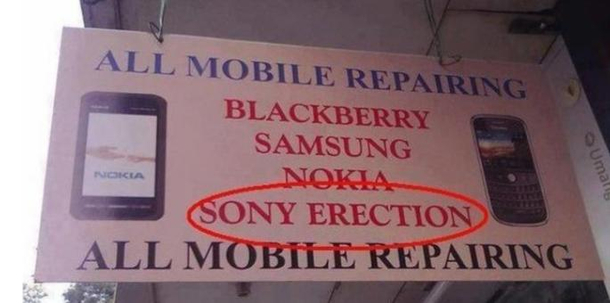 ALL MOBILE REPAIRING
BLACKBERRY
SAMSUNG
NOKIA
NOKIA
SONY ERECTION
ALL MOBILE REPAIRING